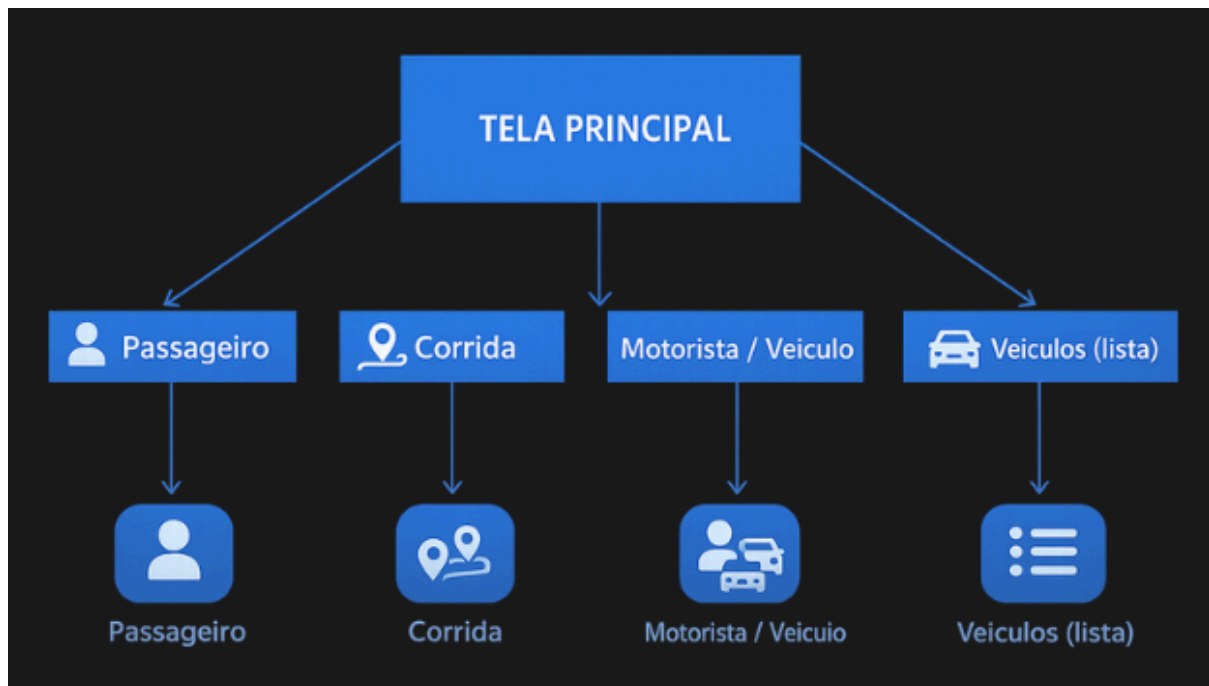 TELA PRINCIPAL
Passageiro
Corrida
Motorista / Veiculo
Veiculos (lista)
Passageiro
Corrida
Motorista / Veicuio
Veiculos (lista)